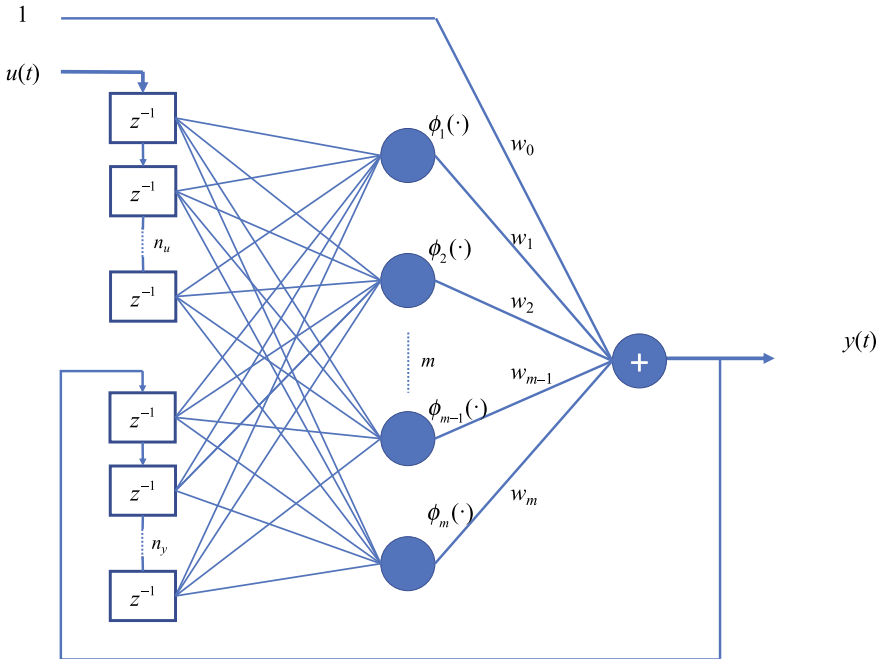 1
u(t)
z⁻¹
z⁻¹
n_u
z⁻¹
z⁻¹
z⁻¹
n_y
z⁻¹
ϕ₁(·)
ϕ₂(·)
m
ϕ_{m−1}(·)
ϕ_m(·)
w₀
w₁
w₂
w_{m−1}
w_m
+
y(t)